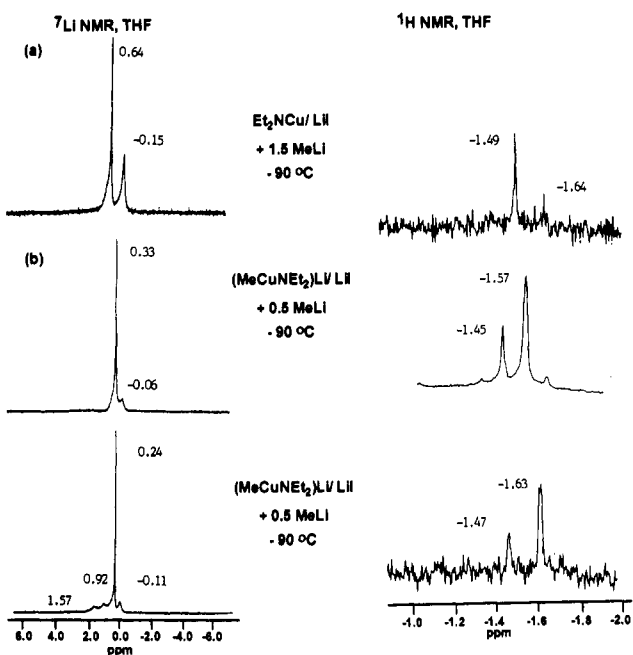 ⁷Li NMR, THF
¹H NMR, THF
(a)
0.64
-0.15
Et₂NCu/ LiI
+ 1.5 MeLi
- 90 ºC
-1.49
-1.64
(b)
0.33
-0.06
(MeCuNEt₂)Li/ LiI
+ 0.5 MeLi
- 90 ºC
-1.57
-1.45
0.24
0.92
-0.11
1.57
(MeCuNEt₂)Li/ LiI
+ 0.5 MeLi
- 90 ºC
-1.63
-1.47
6.0 4.0 2.0 0.0 -2.0 -4.0 -6.0
ppm
-1.0 -1.2 -1.4 -1.6 -1.8 -2.0
ppm